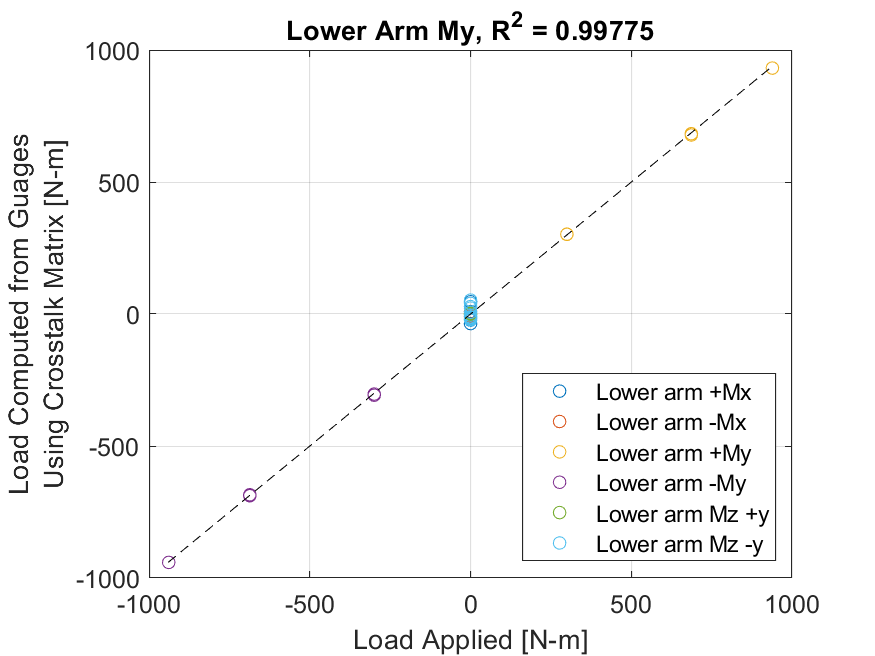 Lower Arm My, R2 = 0.99775
Load Computed from Guages
Using Crosstalk Matrix [N-m]
1000
500
0
-500
-1000
-1000
-500
0
500
1000
Load Applied [N-m]
Lower arm +Mx
Lower arm -Mx
Lower arm +My
Lower arm -My
Lower arm Mz +y
Lower arm Mz -y